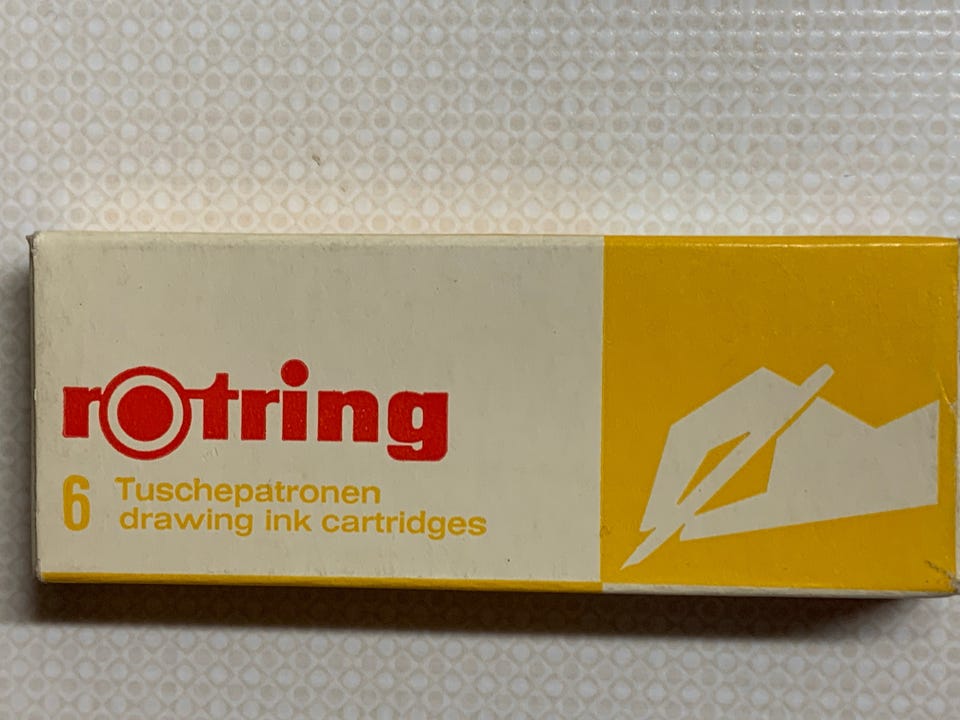 rotring
6 Tuschepatronen
drawing ink cartridges